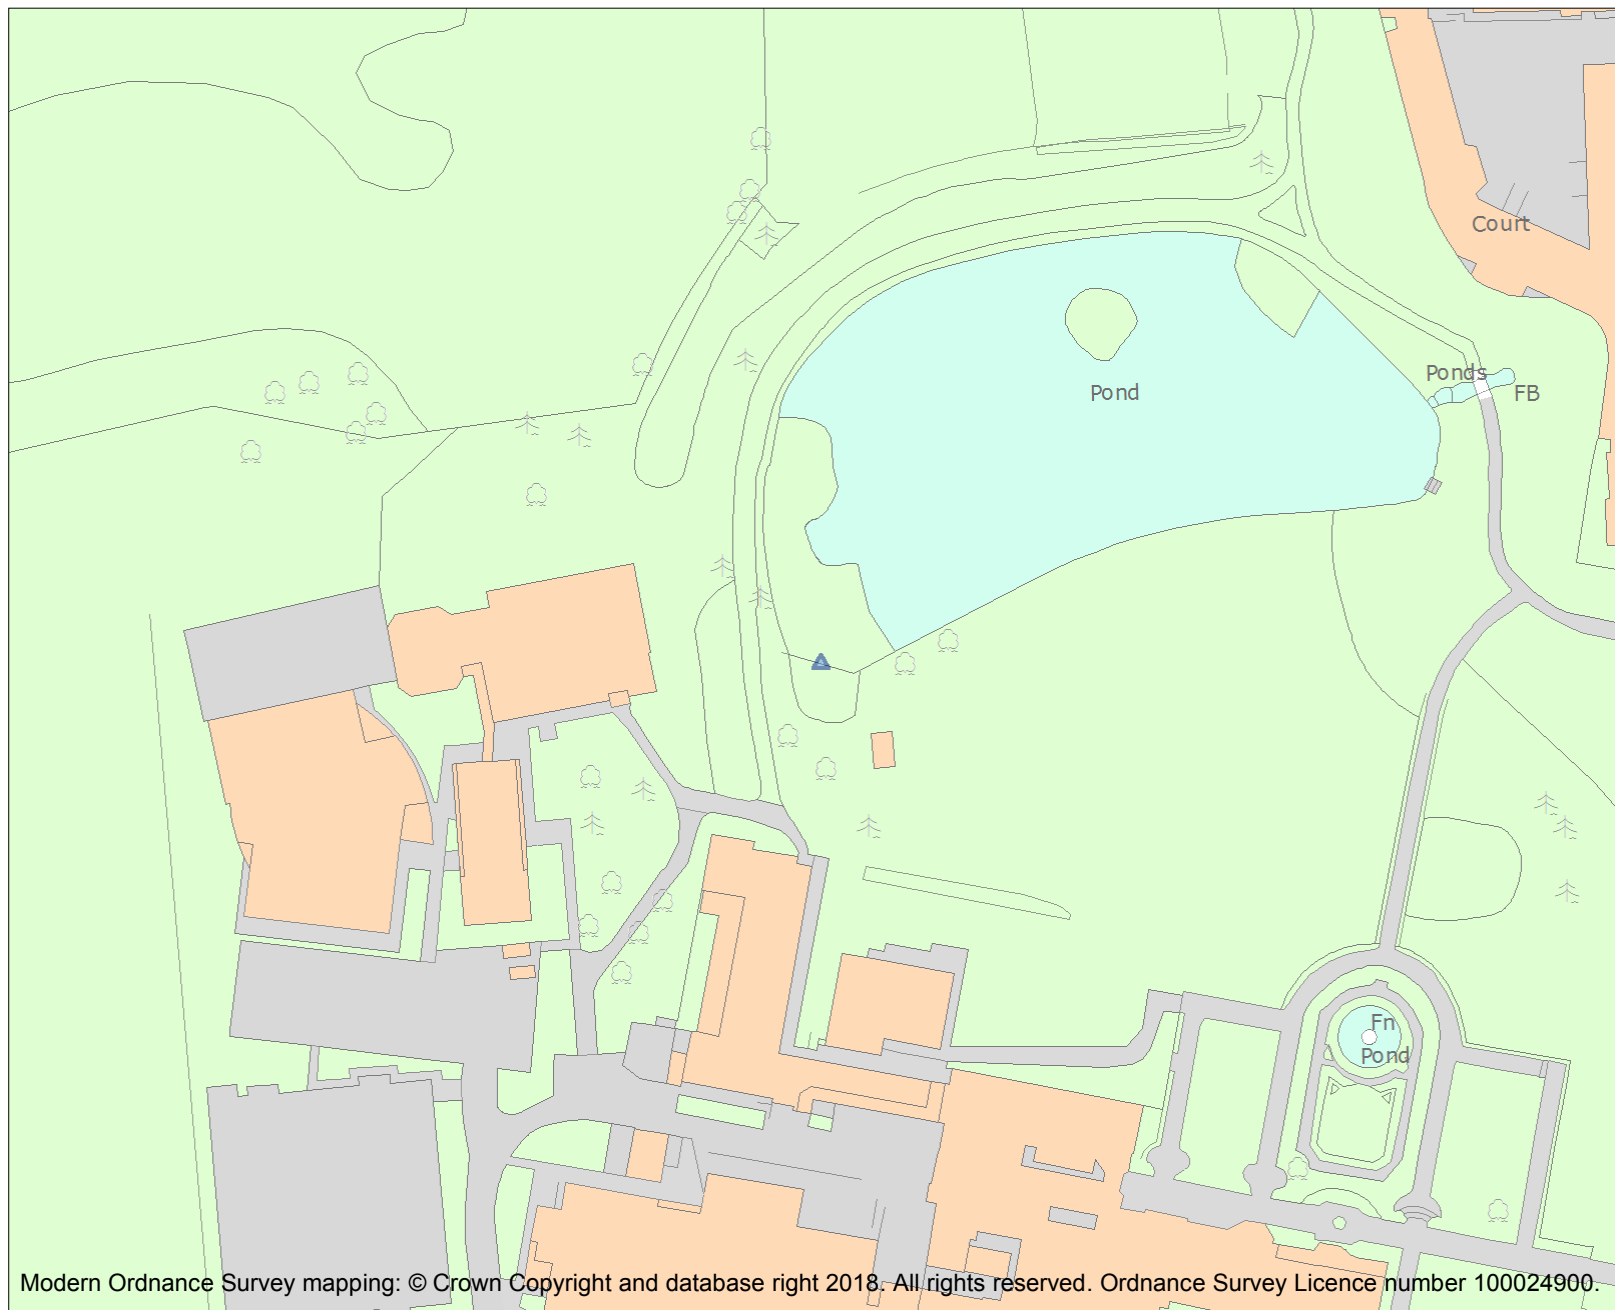 Court
Ponds
FB
Pond
Fn
Pond
Modern Ordnance Survey mapping: © Crown Copyright and database right 2018. All rights reserved. Ordnance Survey Licence number 100024900.